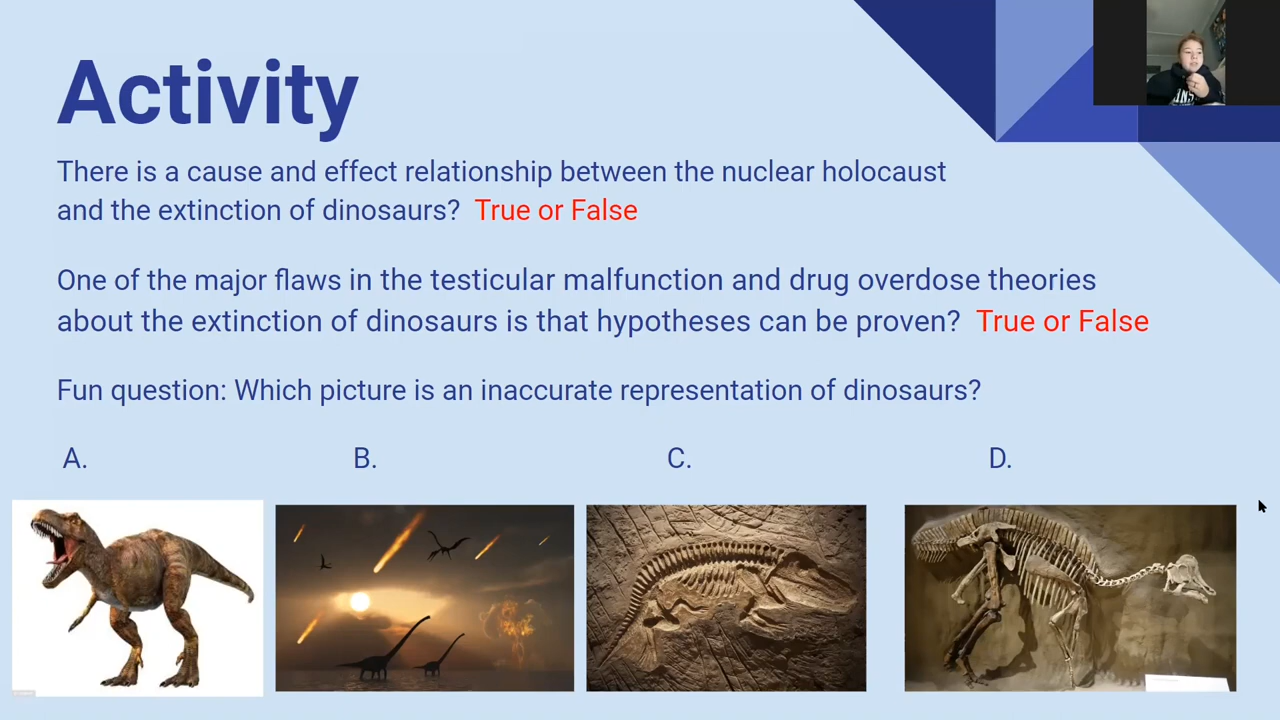 Activity
There is a cause and effect relationship between the nuclear holocaust
and the extinction of dinosaurs? True or False
One of the major flaws in the testicular malfunction and drug overdose theories
about the extinction of dinosaurs is that hypotheses can be proven? True or False
Fun question: Which picture is an inaccurate representation of dinosaurs?
A. B. C. D.